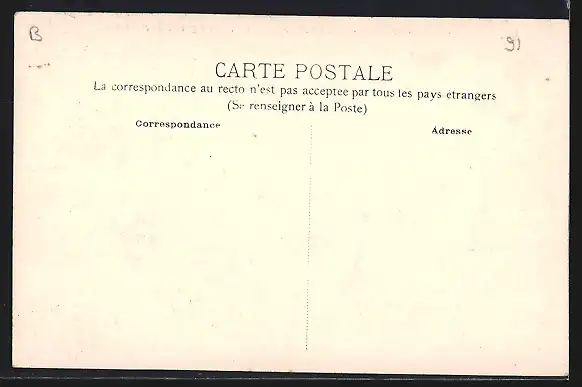 B
91
CARTE POSTALE
La correspondance au recto n'est pas acceptee par tous les pays étrangers
(Se renseigner à la Poste)
Correspondance
Adresse